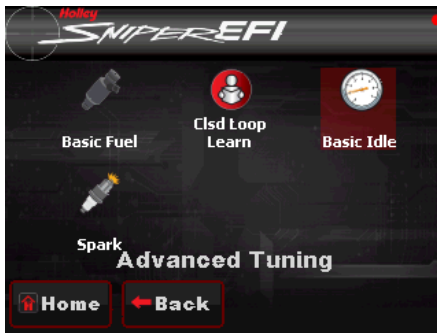 Holley
SNIPER EFI
Basic Fuel
Clsd Loop
Learn
Basic Idle
Spark
Advanced Tuning
Home
Back